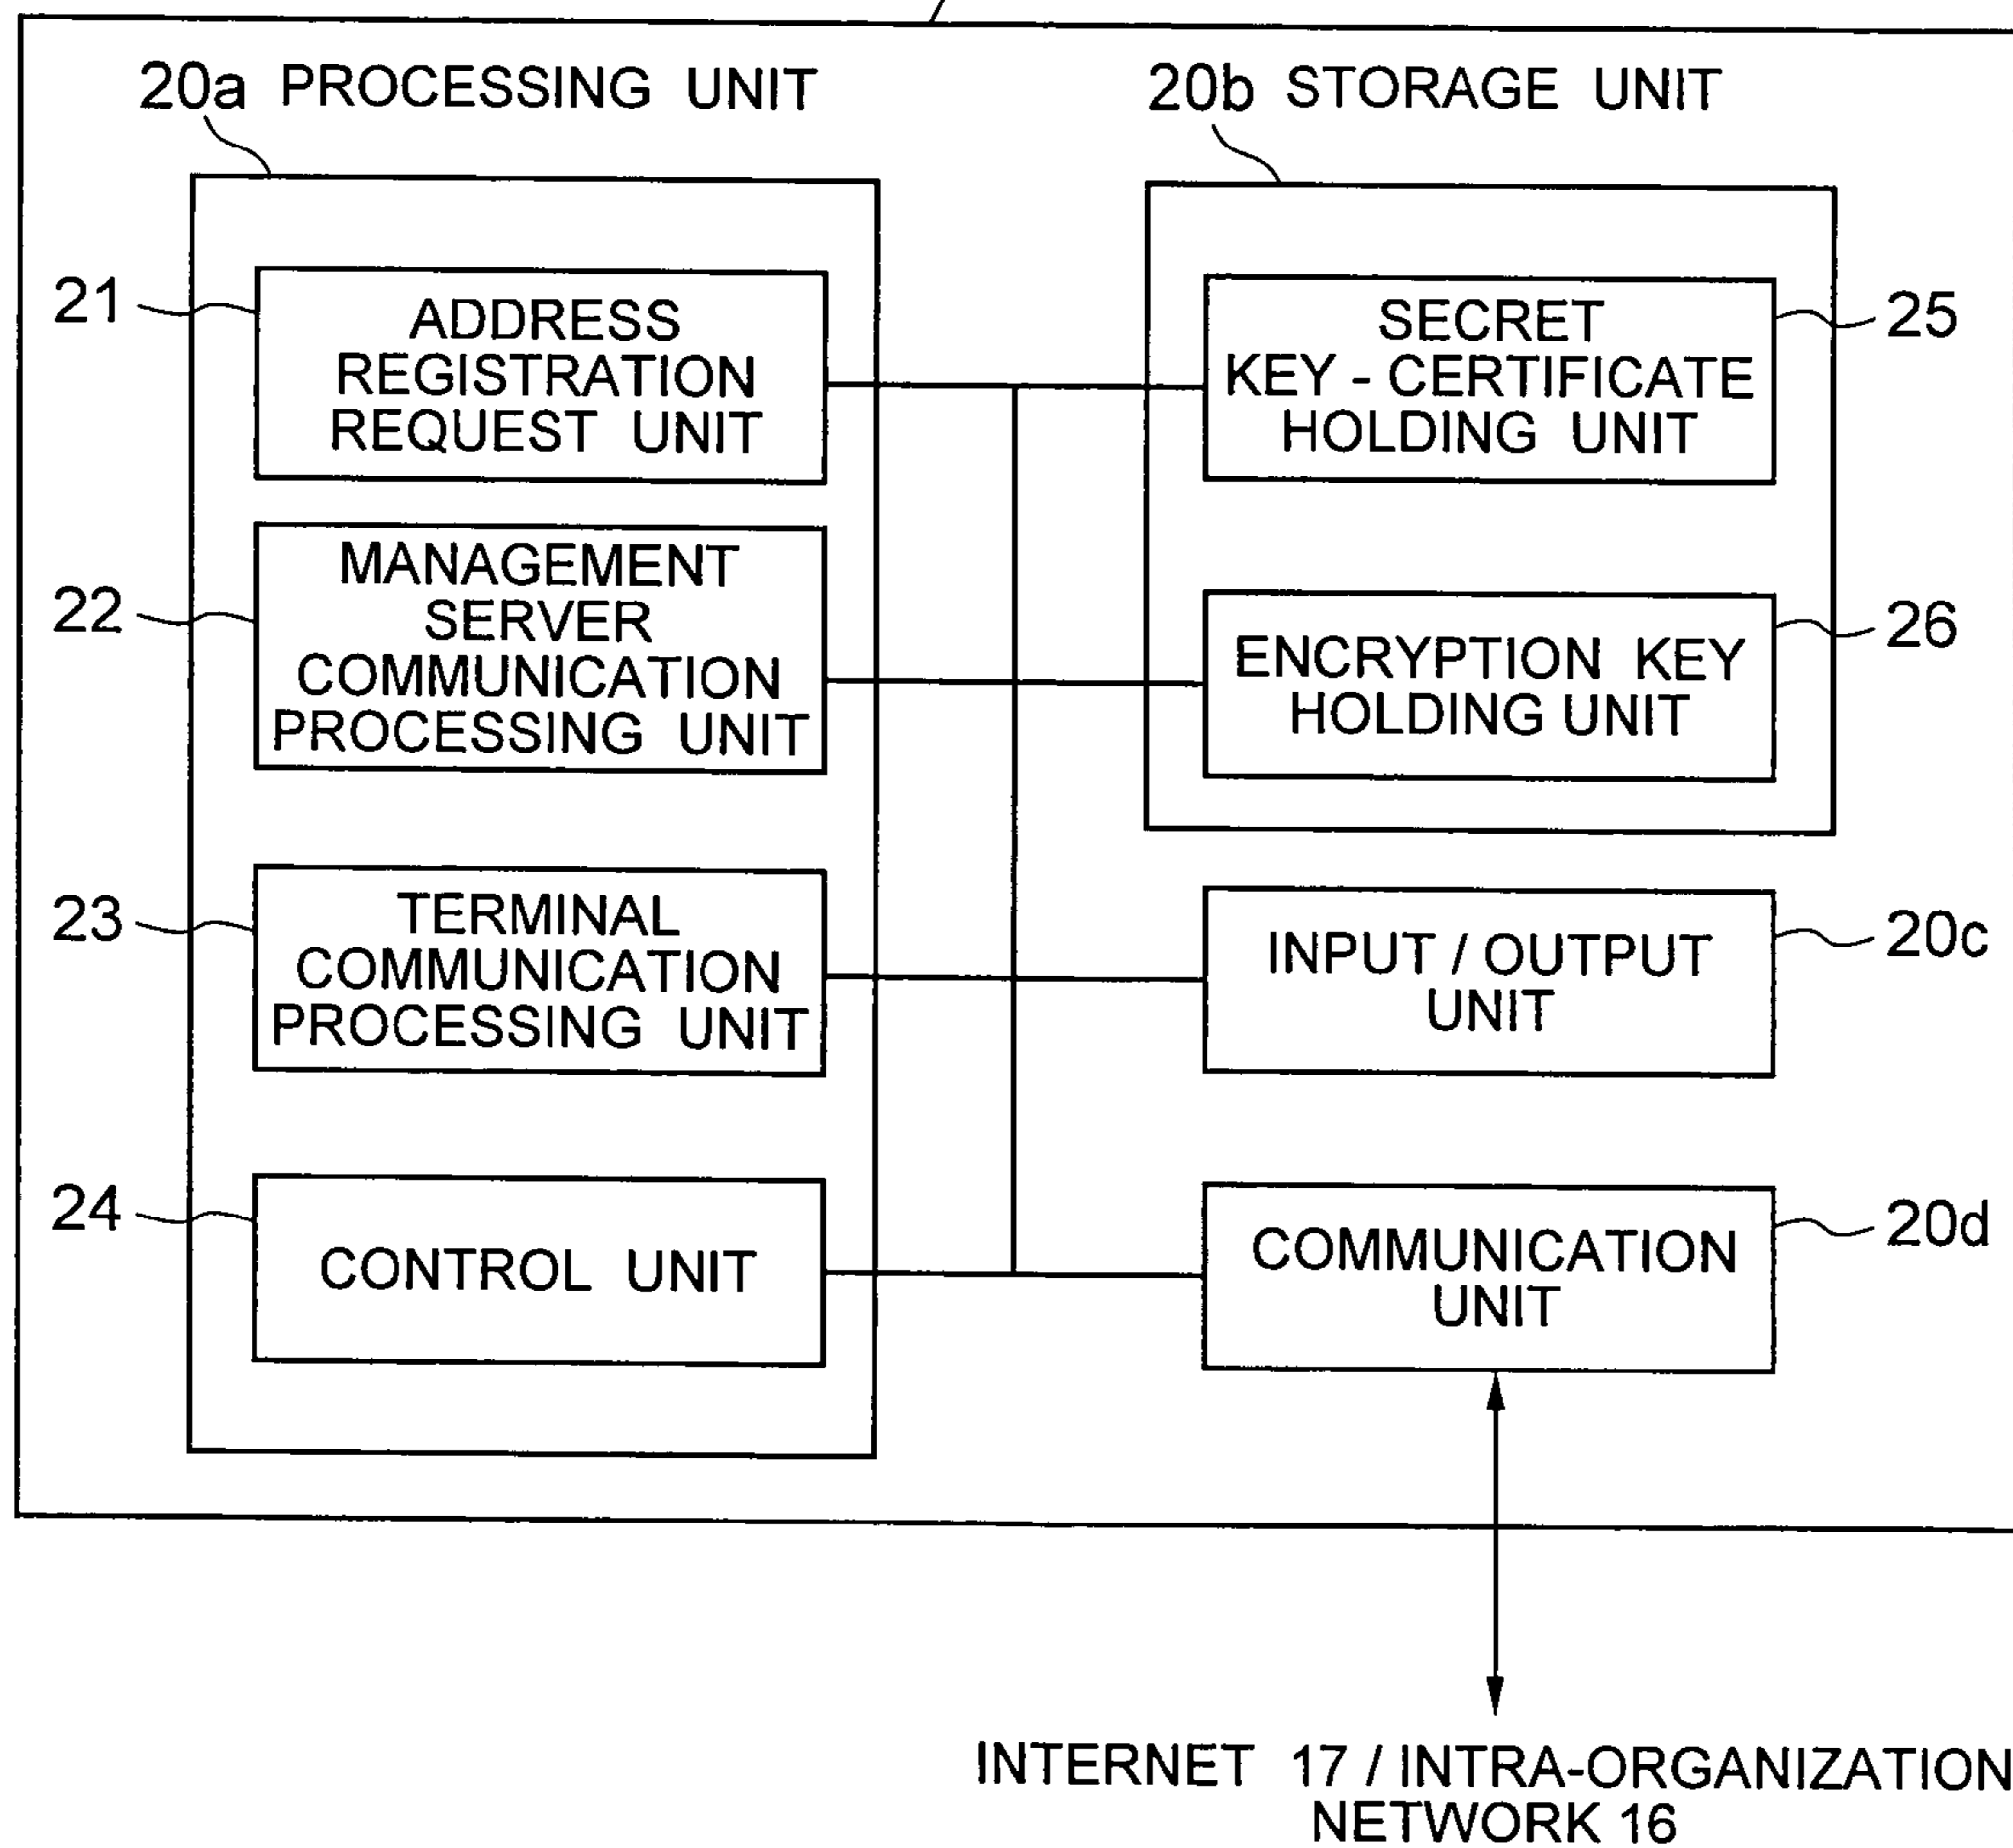 20a PROCESSING UNIT
20b STORAGE UNIT
21
ADDRESS
REGISTRATION
REQUEST UNIT
SECRET
KEY - CERTIFICATE
HOLDING UNIT
25
22
MANAGEMENT
SERVER
COMMUNICATION
PROCESSING UNIT
ENCRYPTION KEY
HOLDING UNIT
26
23
TERMINAL
COMMUNICATION
PROCESSING UNIT
INPUT / OUTPUT
UNIT
20c
24
CONTROL UNIT
COMMUNICATION
UNIT
20d
INTERNET 17 / INTRA-ORGANIZATION
NETWORK 16